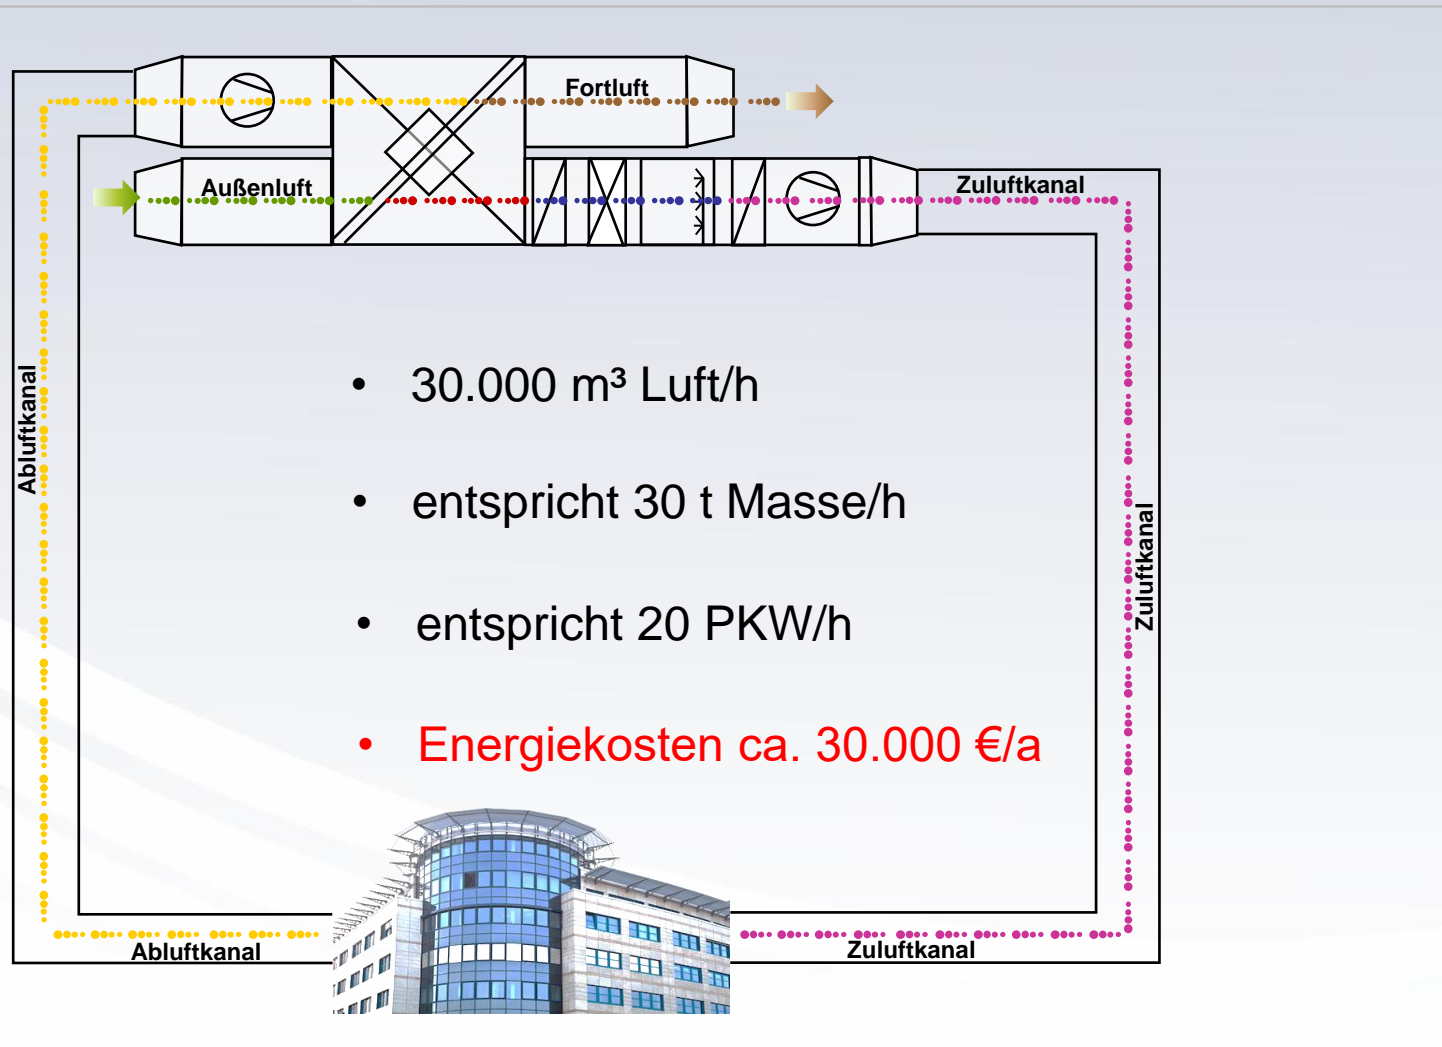 Fortluft
Außenluft
Zuluftkanal
Abluftkanal
• 30.000 m³ Luft/h
• entspricht 30 t Masse/h
Zuluftkanal
• entspricht 20 PKW/h
• Energiekosten ca. 30.000 €/a
Abluftkanal
Zuluftkanal